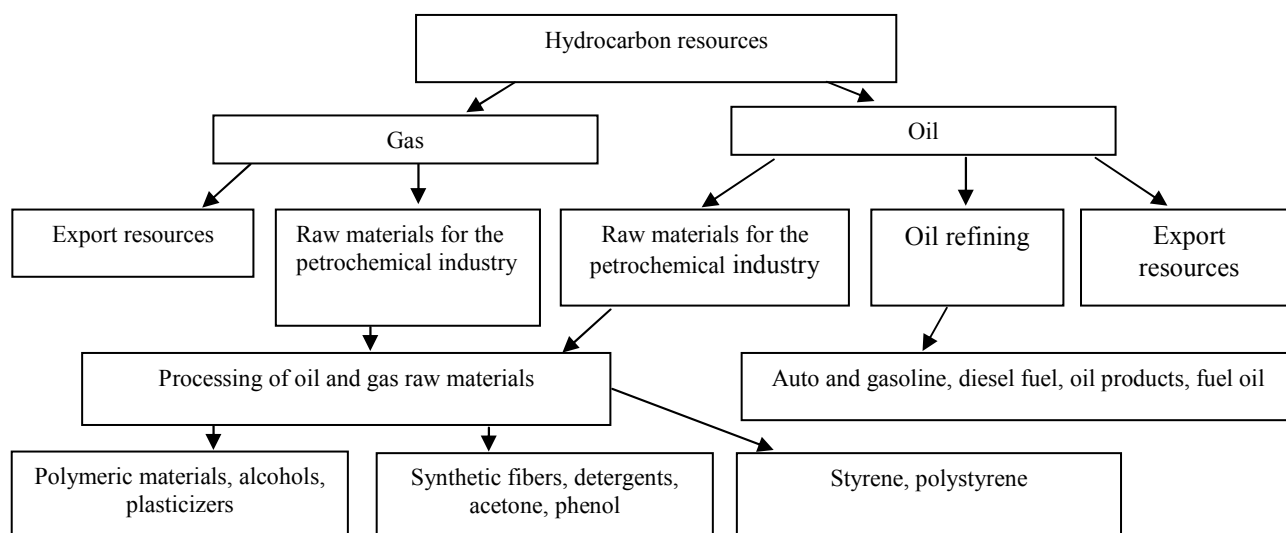 Hydrocarbon resources
Gas
Oil
Export resources
Raw materials for the
petrochemical industry
Raw materials for the
petrochemical industry
Oil refining
Export
resources
Processing of oil and gas raw materials
Auto and gasoline, diesel fuel, oil products, fuel oil
Polymeric materials, alcohols,
plasticizers
Synthetic fibers, detergents,
acetone, phenol
Styrene, polystyrene